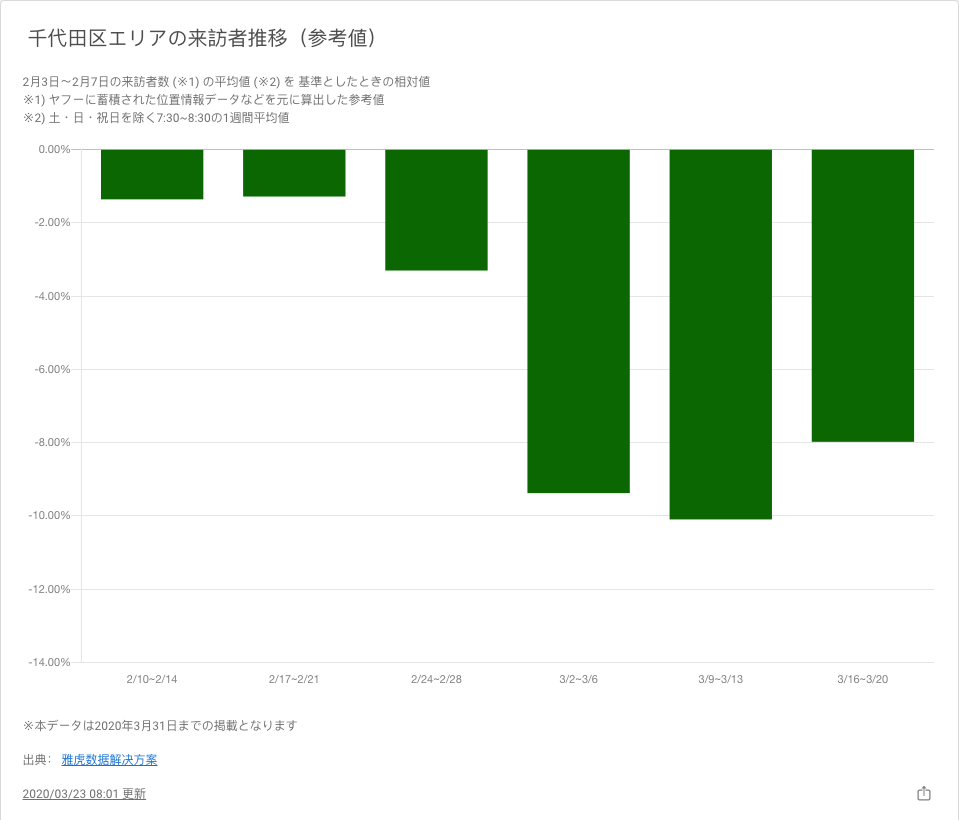 千代田区エリアの来訪者推移（参考値）
2月3日～2月7日の来訪者数 (※1) の平均値 (※2) を 基準としたときの相対値
※1) ヤフーに蓄積された位置情報データなどを元に算出した参考値
※2) 土・日・祝日を除く7:30~8:30の1週間平均値
0.00%
-2.00%
-4.00%
-6.00%
-8.00%
-10.00%
-12.00%
-14.00%
2/10~2/14 2/17~2/21 2/24~2/28 3/2~3/6 3/9~3/13 3/16~3/20
※本データは2020年3月31日までの掲載となります
出典： 雅虎数据解决方案
2020/03/23 08:01 更新